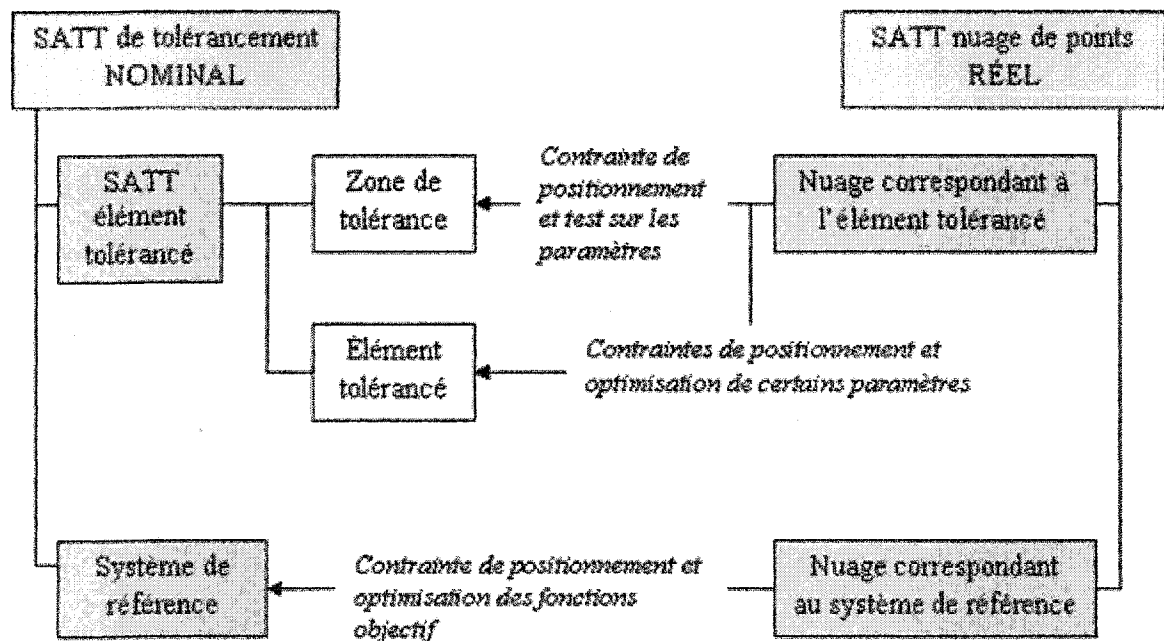 SATT de tolérancement
NOMINAL
SATT nuage de points
RÉEL
SATT
élément
tolérancé
Zone de
tolérance
Contrainte de
positionnement
et test sur les
paramètres
Nuage correspondant à
l'élément tolérancé
Élément
tolérancé
Contraintes de positionnement et
optimisation de certains paramètres
Système de
référence
Contrainte de positionnement et
optimisation des fonctions
objectif
Nuage correspondant
au système de référence